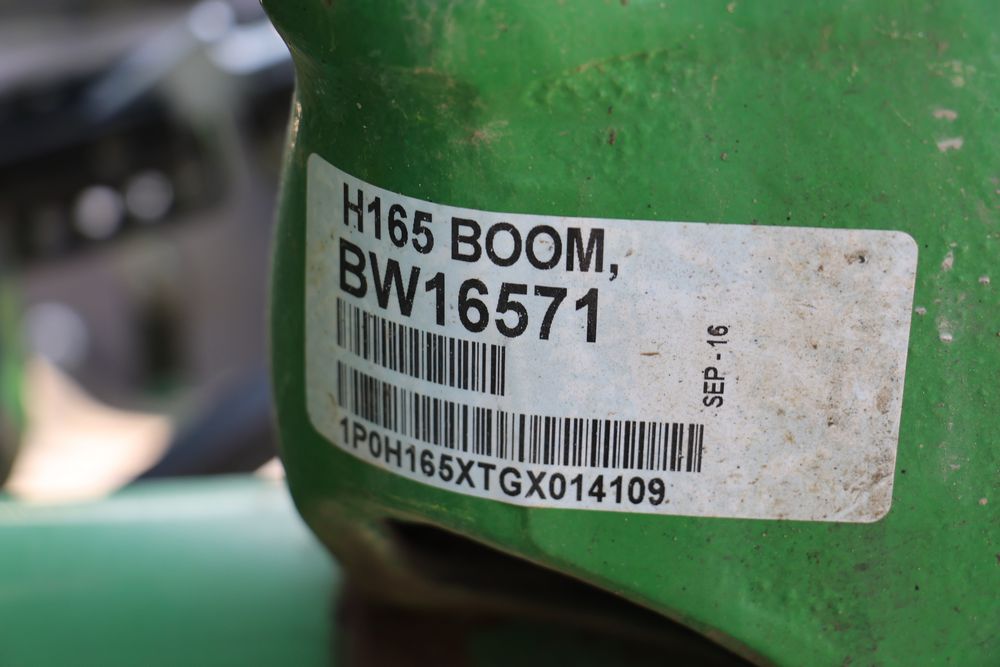 H165 BOOM,
BW16571
SEP - 16
1P0H165XTGX014109